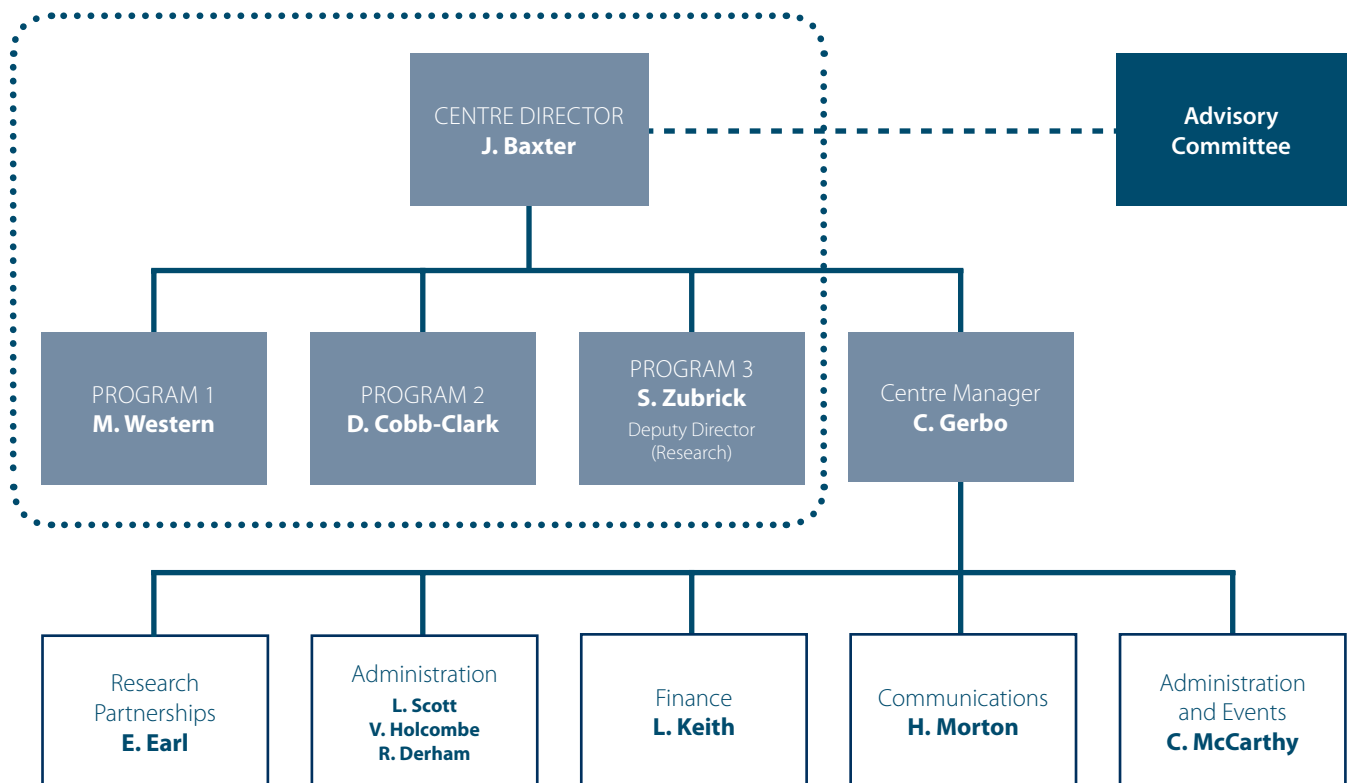 CENTRE DIRECTOR
J. Baxter
Advisory
Committee
PROGRAM 1
M. Western
PROGRAM 2
D. Cobb-Clark
PROGRAM 3
S. Zubrick
Deputy Director
(Research)
Centre Manager
C. Gerbo
Research
Partnerships
E. Earl
Administration
L. Scott
V. Holcombe
R. Derham
Finance
L. Keith
Communications
H. Morton
Administration
and Events
C. McCarthy